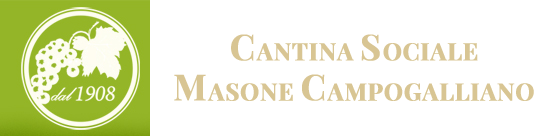 dal 1908
CANTINA SOCIALE
MASONE CAMPOGALLIANO